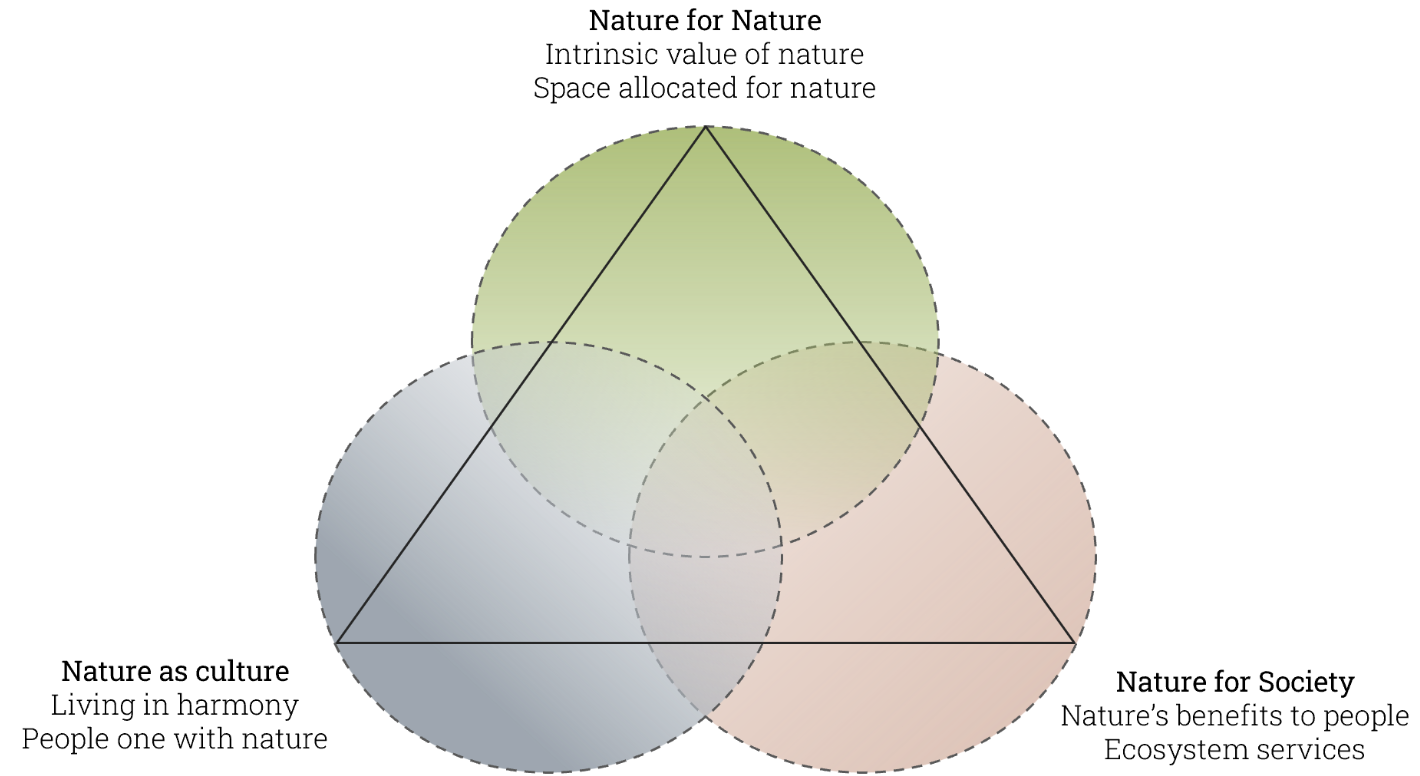 Nature for Nature
Intrinsic value of nature
Space allocated for nature
Nature as culture
Living in harmony
People one with nature
Nature for Society
Nature’s benefits to people
Ecosystem services